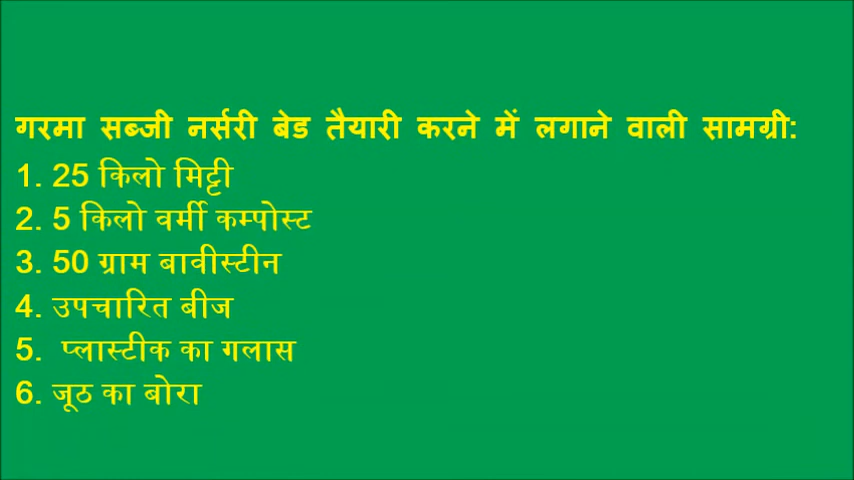 गरमा सब्जी नर्सरी बेड तैयारी करने में लगाने वाली सामग्री:
1. 25 किलो मिट्टी
2. 5 किलो वर्मी कम्पोस्ट
3. 50 ग्राम बावीस्टीन
4. उपचारित बीज
5. प्लास्टीक का गलास
6. जूठ का बोरा